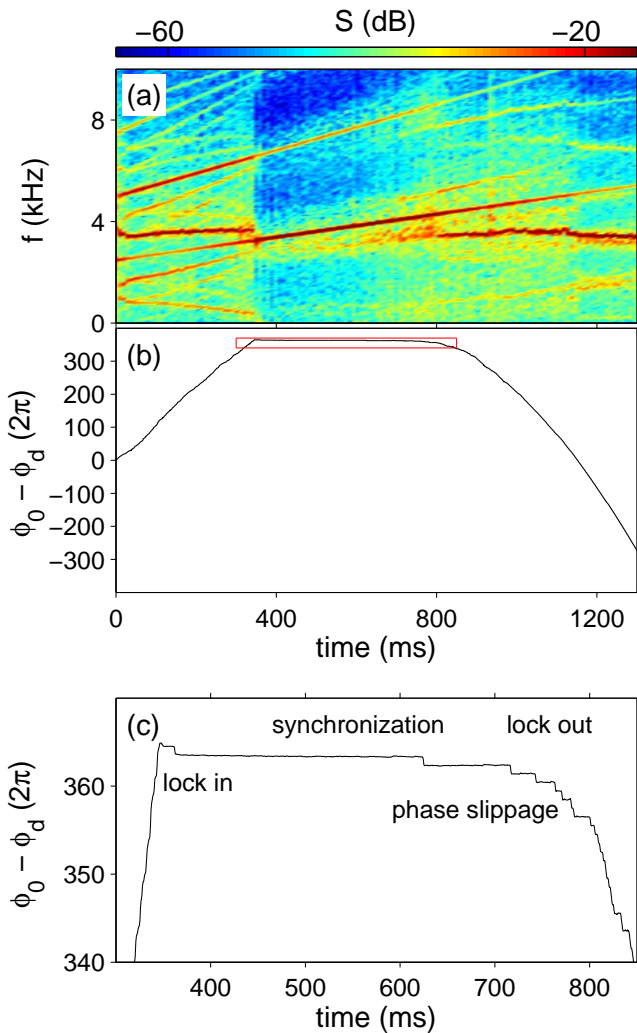 S (dB)
−60 −20
(a)
8
4
0
f (kHz)
(b)
300
200
100
0
−100
−200
−300
ϕ0 − ϕd (2π)
0 400 800 1200
time (ms)
(c)
synchronization lock out
lock in
phase slippage
360
350
340
ϕ0 − ϕd (2π)
400 500 600 700 800
time (ms)